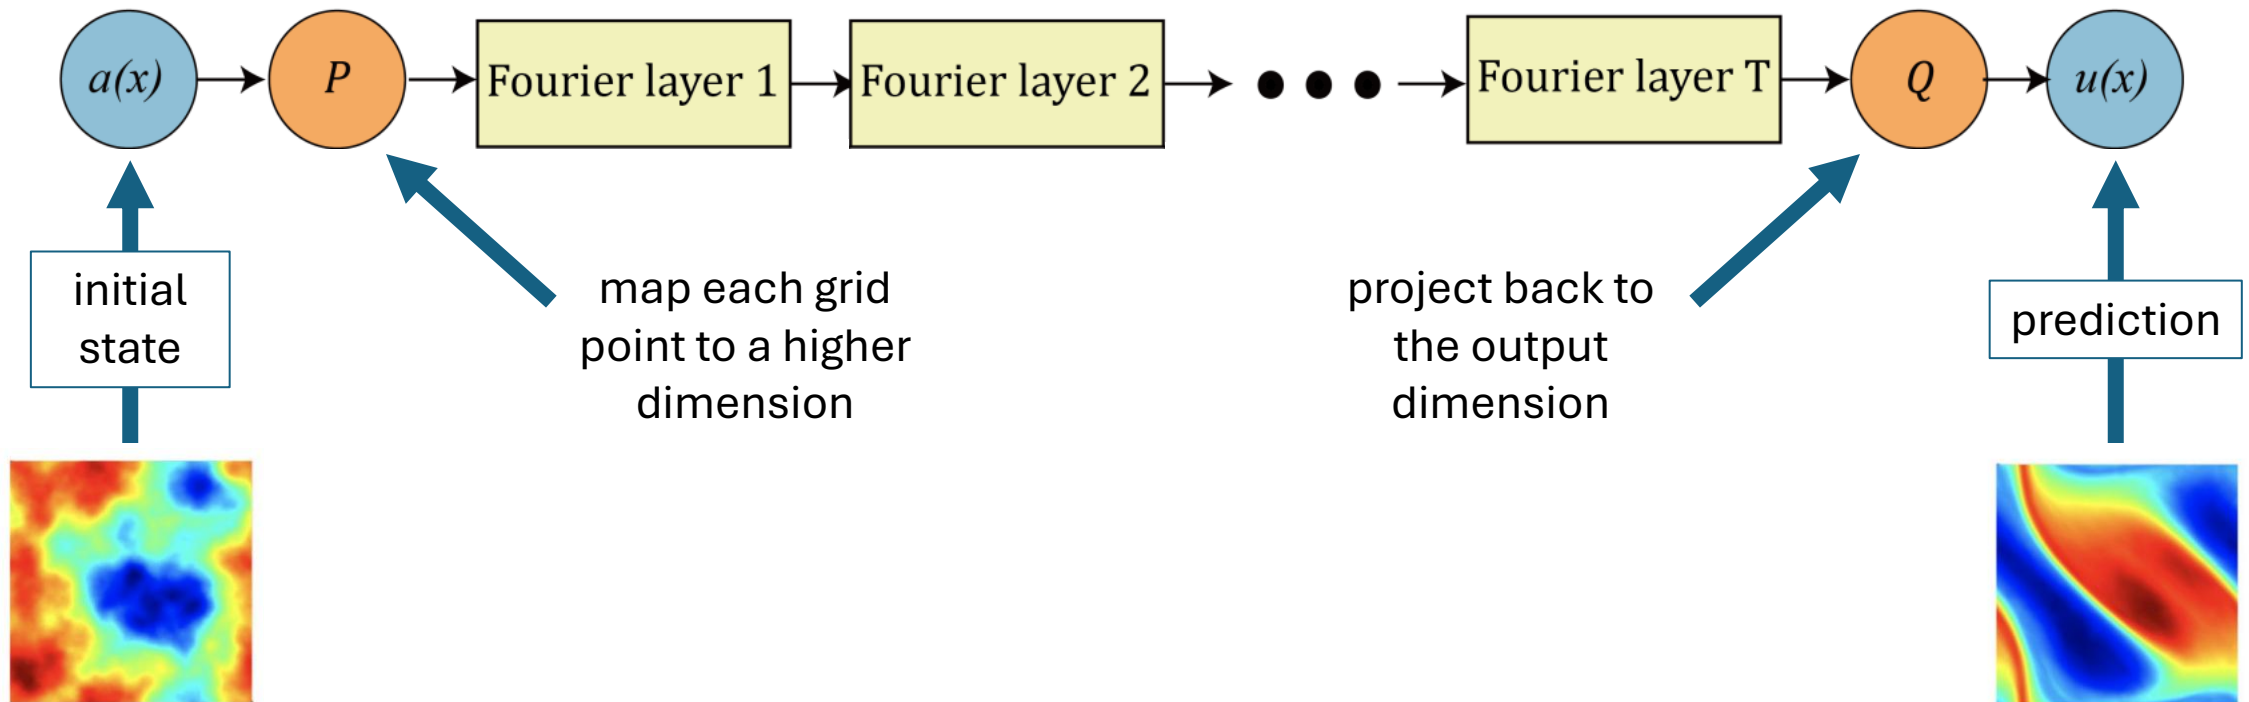 a(x)
P
Fourier layer 1
Fourier layer 2
Fourier layer T
Q
u(x)
initial
state
map each grid
point to a higher
dimension
project back to
the output
dimension
prediction